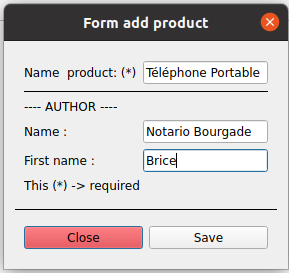 Form add product
Name  product: (*) Téléphone Portable
---- AUTHOR ----
Name : Notario Bourgade
First name : Brice
This (*) -> required
Close Save